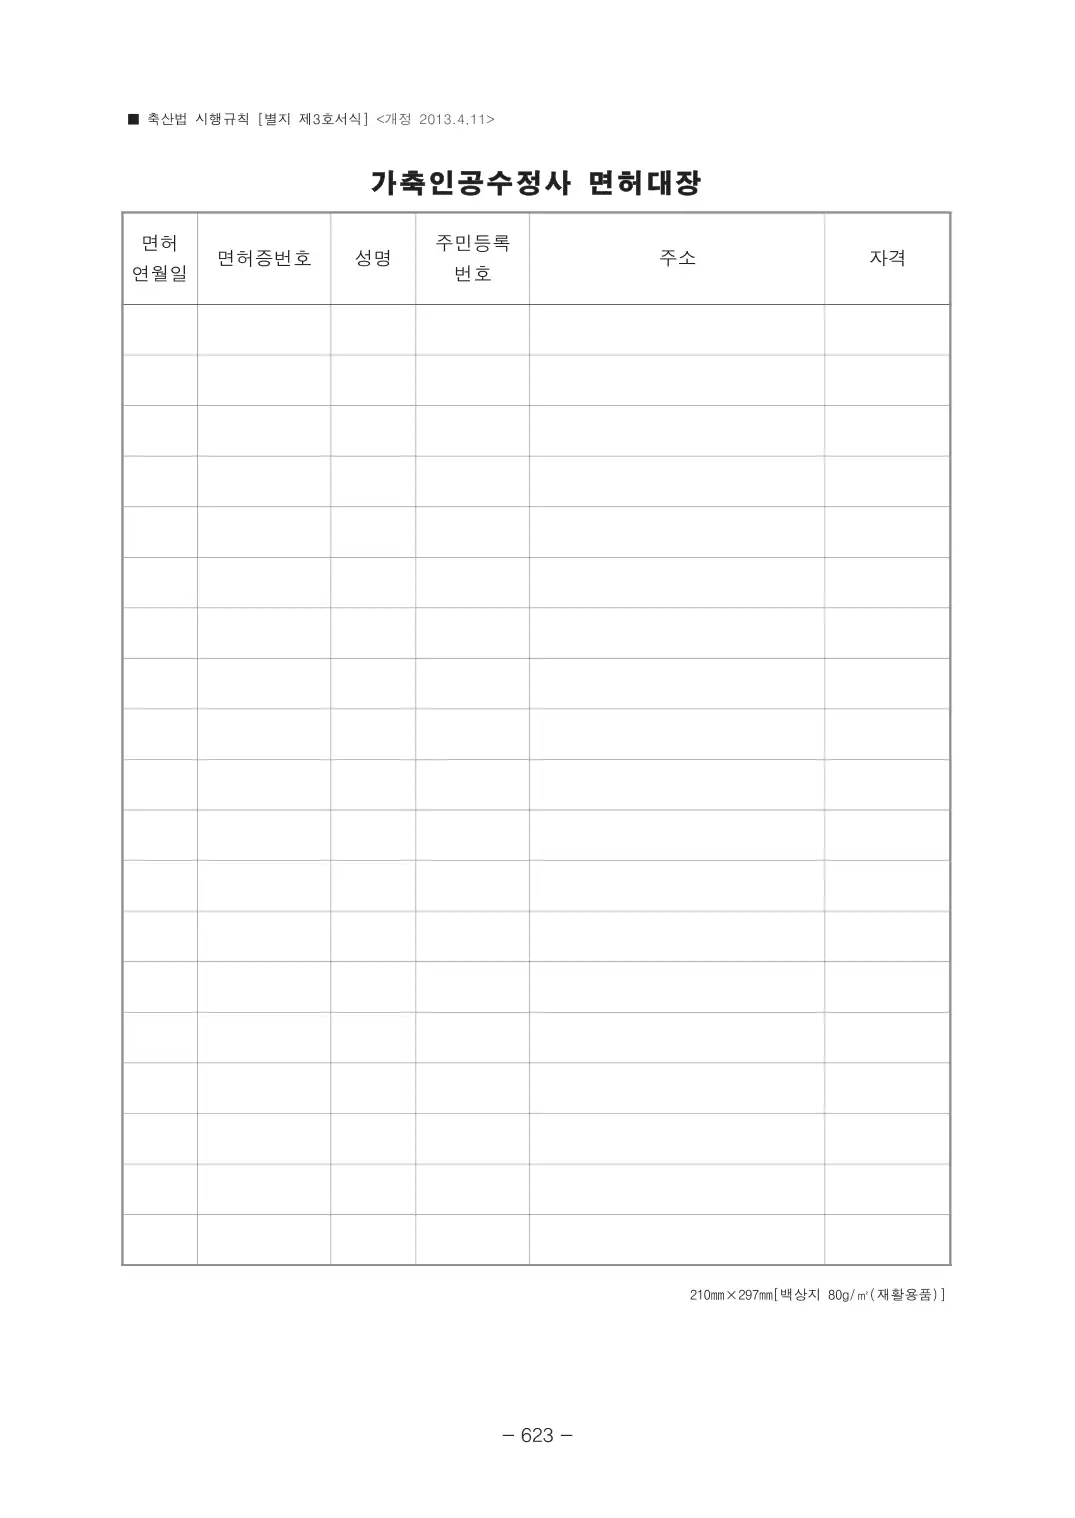 ■ 축산법 시행규칙 [별지 제3호서식] <개정 2013.4.11>
가축인공수정사 면허대장
면허
연월일
면허증번호
성명
주민등록
번호
주소
자격
210㎜×297㎜[백상지 80g/㎡(재활용품)]
- 623 -